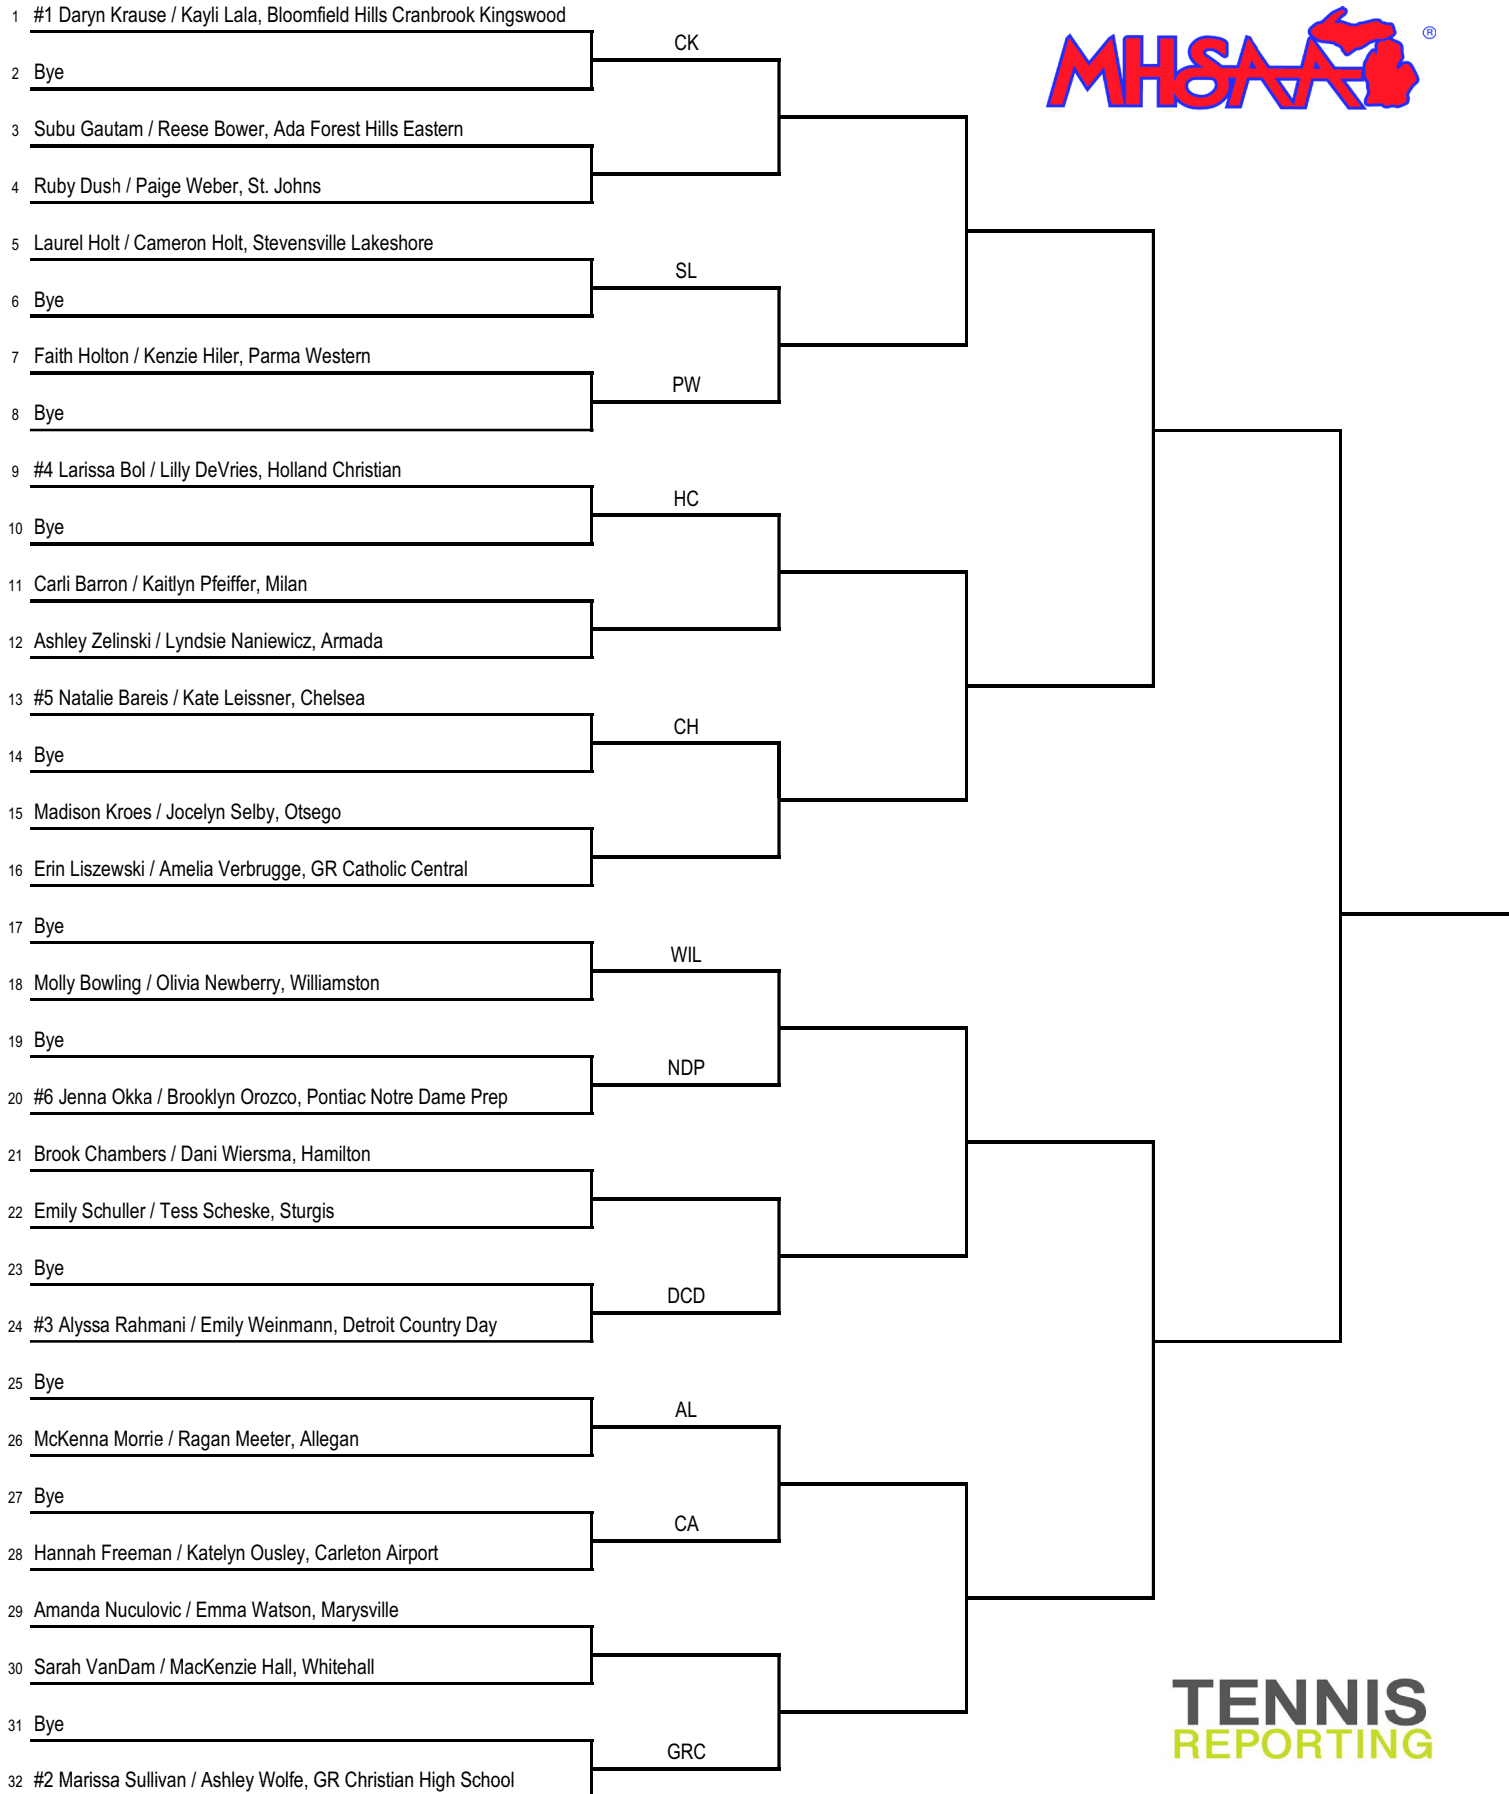 1 #1 Daryn Krause / Kayli Lala, Bloomfield Hills Cranbrook Kingswood
CK
MHSAA ®
2 Bye
3 Subu Gautam / Reese Bower, Ada Forest Hills Eastern
4 Ruby Dush / Paige Weber, St. Johns
5 Laurel Holt / Cameron Holt, Stevensville Lakeshore
SL
6 Bye
7 Faith Holton / Kenzie Hiler, Parma Western
PW
8 Bye
9 #4 Larissa Bol / Lilly DeVries, Holland Christian
HC
10 Bye
11 Carli Barron / Kaitlyn Pfeiffer, Milan
12 Ashley Zelinski / Lyndsie Naniewicz, Armada
13 #5 Natalie Bareis / Kate Leissner, Chelsea
CH
14 Bye
15 Madison Kroes / Jocelyn Selby, Otsego
16 Erin Liszewski / Amelia Verbrugge, GR Catholic Central
17 Bye
WIL
18 Molly Bowling / Olivia Newberry, Williamston
19 Bye
NDP
20 #6 Jenna Okka / Brooklyn Orozco, Pontiac Notre Dame Prep
21 Brook Chambers / Dani Wiersma, Hamilton
22 Emily Schuller / Tess Scheske, Sturgis
23 Bye
DCD
24 #3 Alyssa Rahmani / Emily Weinmann, Detroit Country Day
25 Bye
AL
26 McKenna Morrie / Ragan Meeter, Allegan
27 Bye
CA
28 Hannah Freeman / Katelyn Ousley, Carleton Airport
29 Amanda Nuculovic / Emma Watson, Marysville
30 Sarah VanDam / MacKenzie Hall, Whitehall
31 Bye
GRC
32 #2 Marissa Sullivan / Ashley Wolfe, GR Christian High School
TENNIS
REPORTING